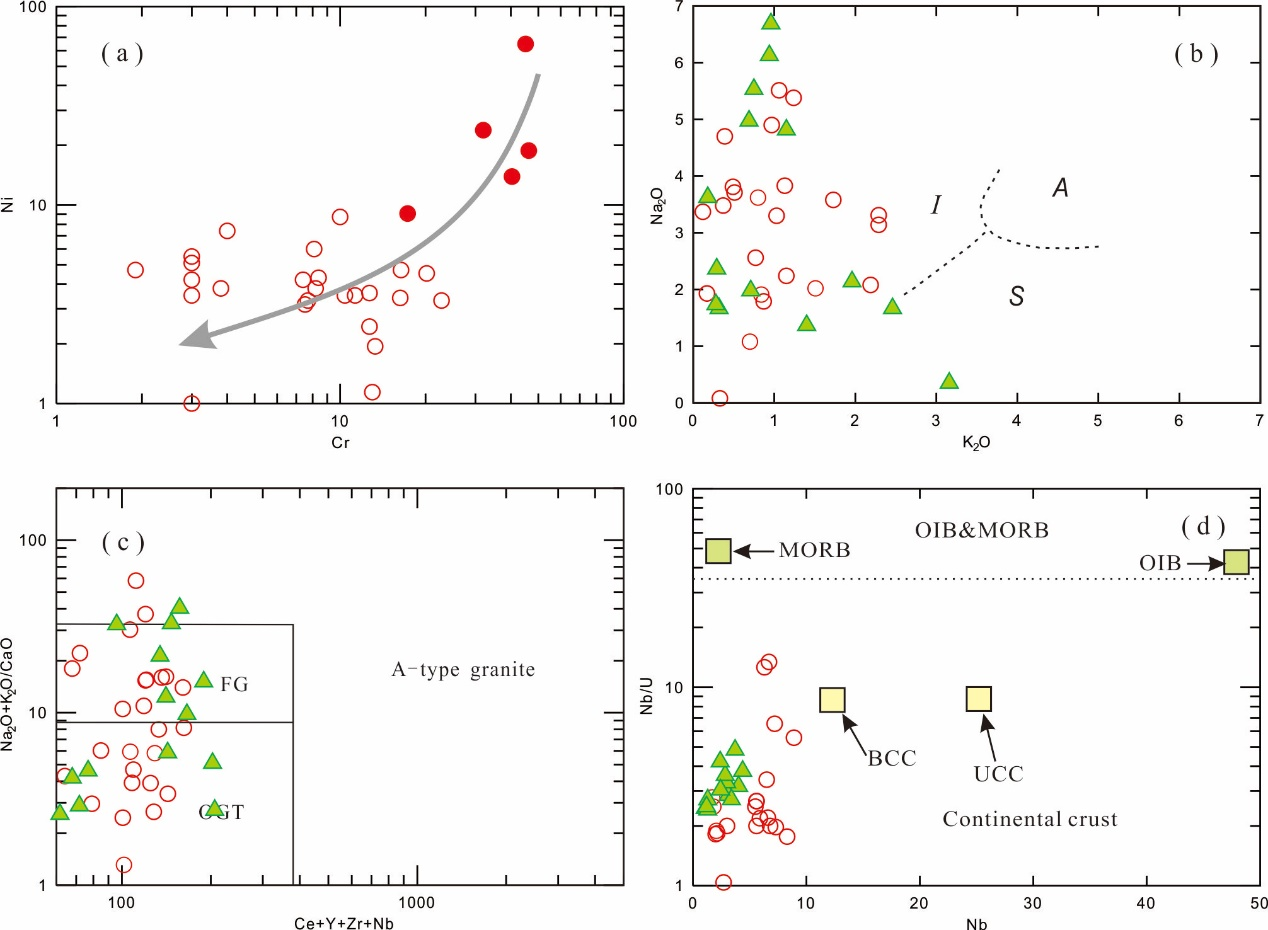 ( a )
100
10
1
Ni
1
10
100
Cr
( b )
7
6
5
4
3
2
1
0
Na₂O
I
A
S
0
1
2
3
4
5
6
7
K₂O
( c )
100
10
1
Na₂O+K₂O/CaO
FG
A-type granite
OGT
100
1000
Ce+Y+Zr+Nb
( d )
100
10
1
Nb/U
OIB&MORB
MORB
OIB
BCC
UCC
Continental crust
0
10
20
30
40
50
Nb